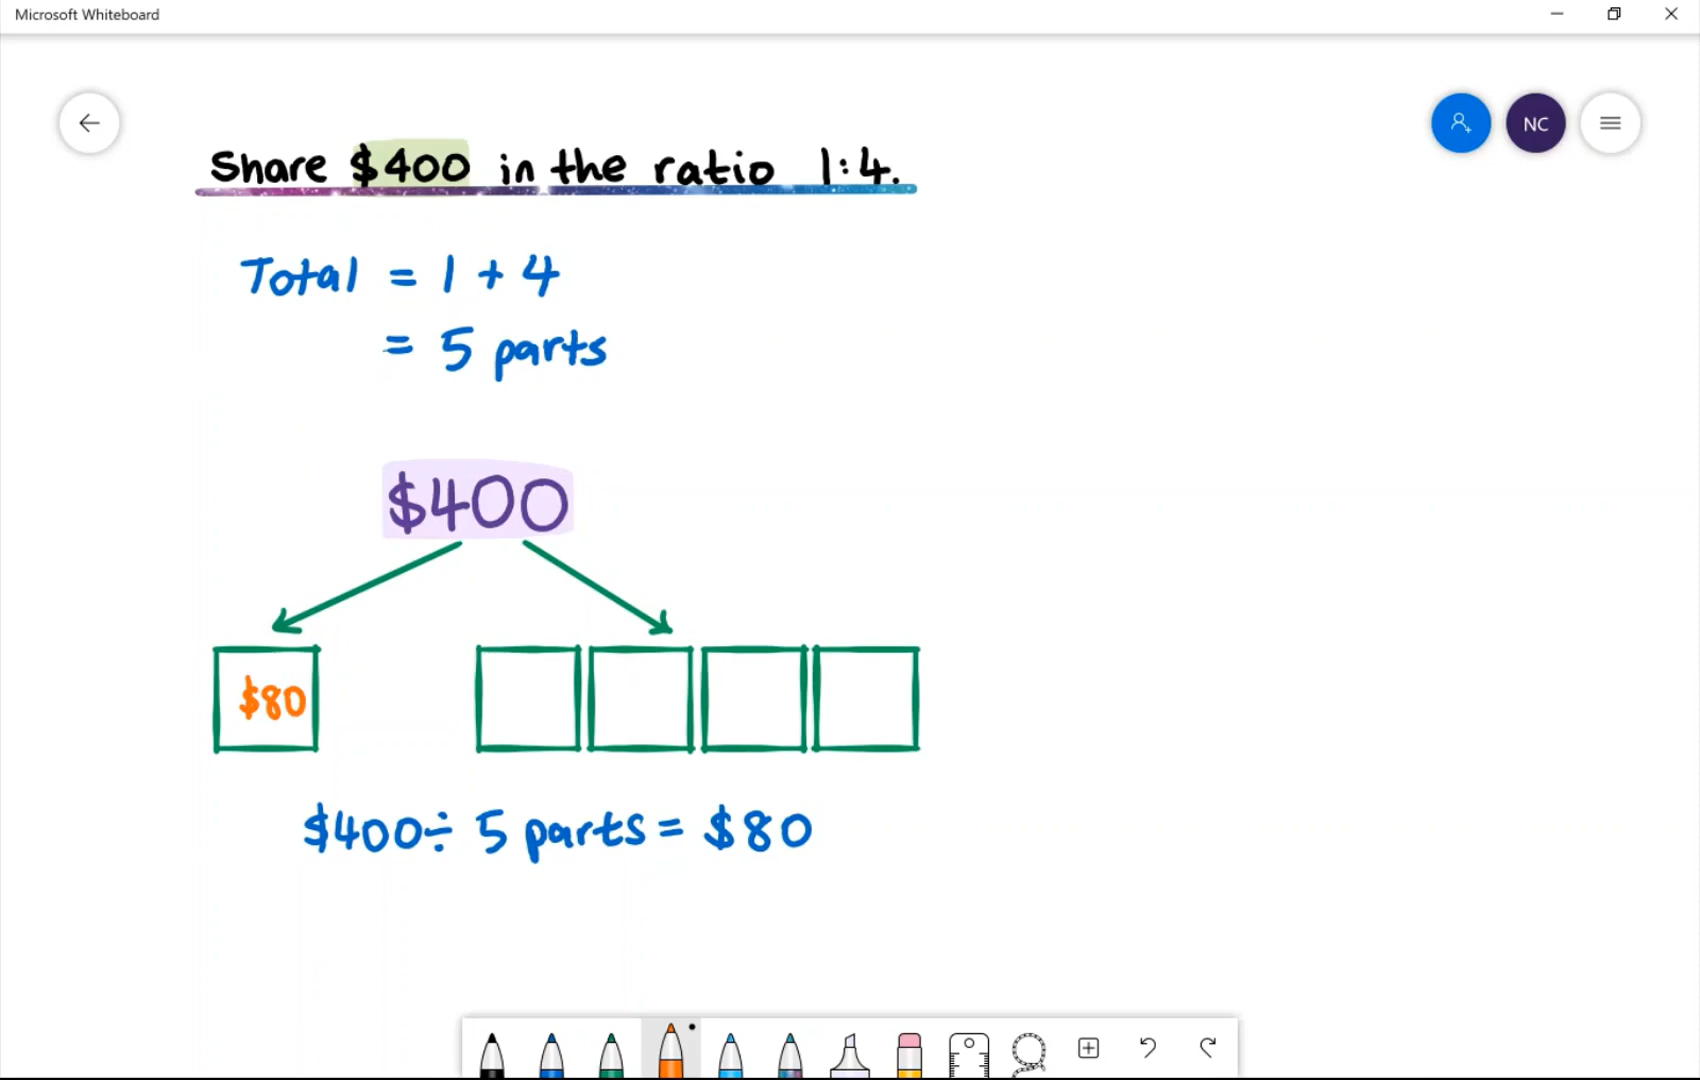 Microsoft Whiteboard
NC
Share $400 in the ratio 1:4.
Total = 1 + 4
= 5 parts
$400
$80
$400 ÷ 5 parts = $80